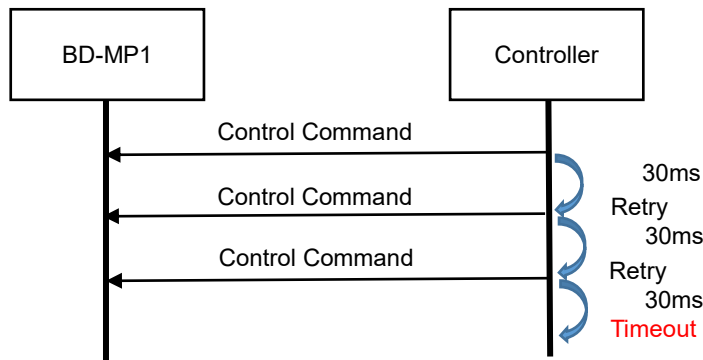 BD-MP1
Controller
Control Command
30ms
Control Command
Retry
30ms
Control Command
Retry
30ms
Timeout